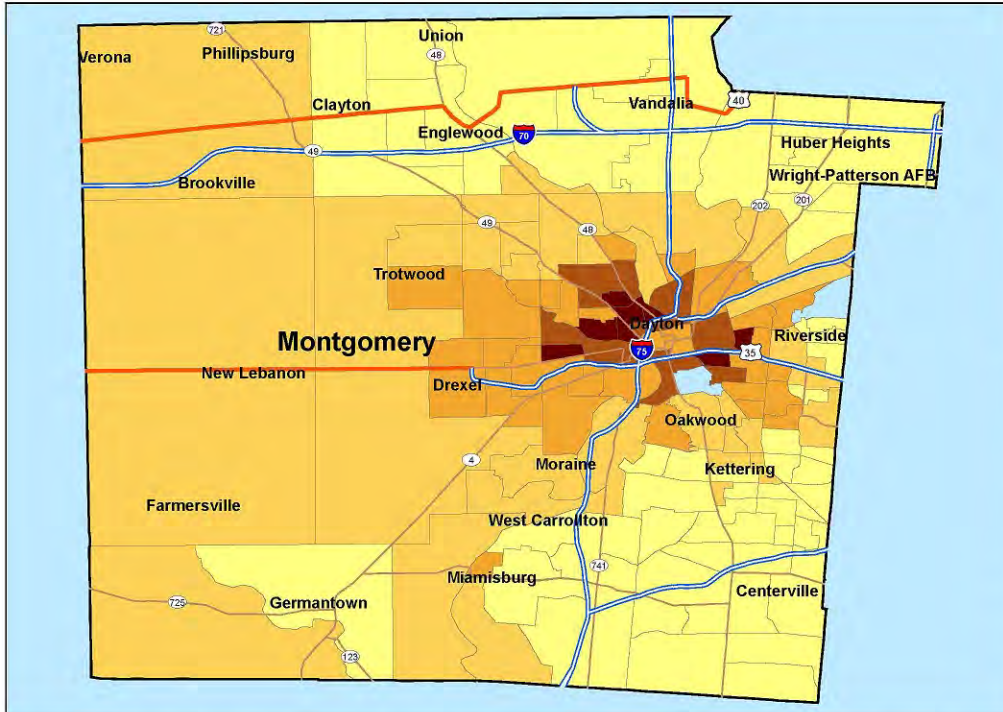 721
Union
Verona
Phillipsburg
48
Clayton
Vandalia
40
Englewood
70
Huber Heights
49
Brookville
Wright-Patterson AFB
202
201
49
48
Trotwood
Dayton
Riverside
Montgomery
75
35
New Lebanon
Drexel
Oakwood
4
Moraine
Kettering
Farmersville
West Carrollton
741
Miamisburg
725
Germantown
Centerville
123